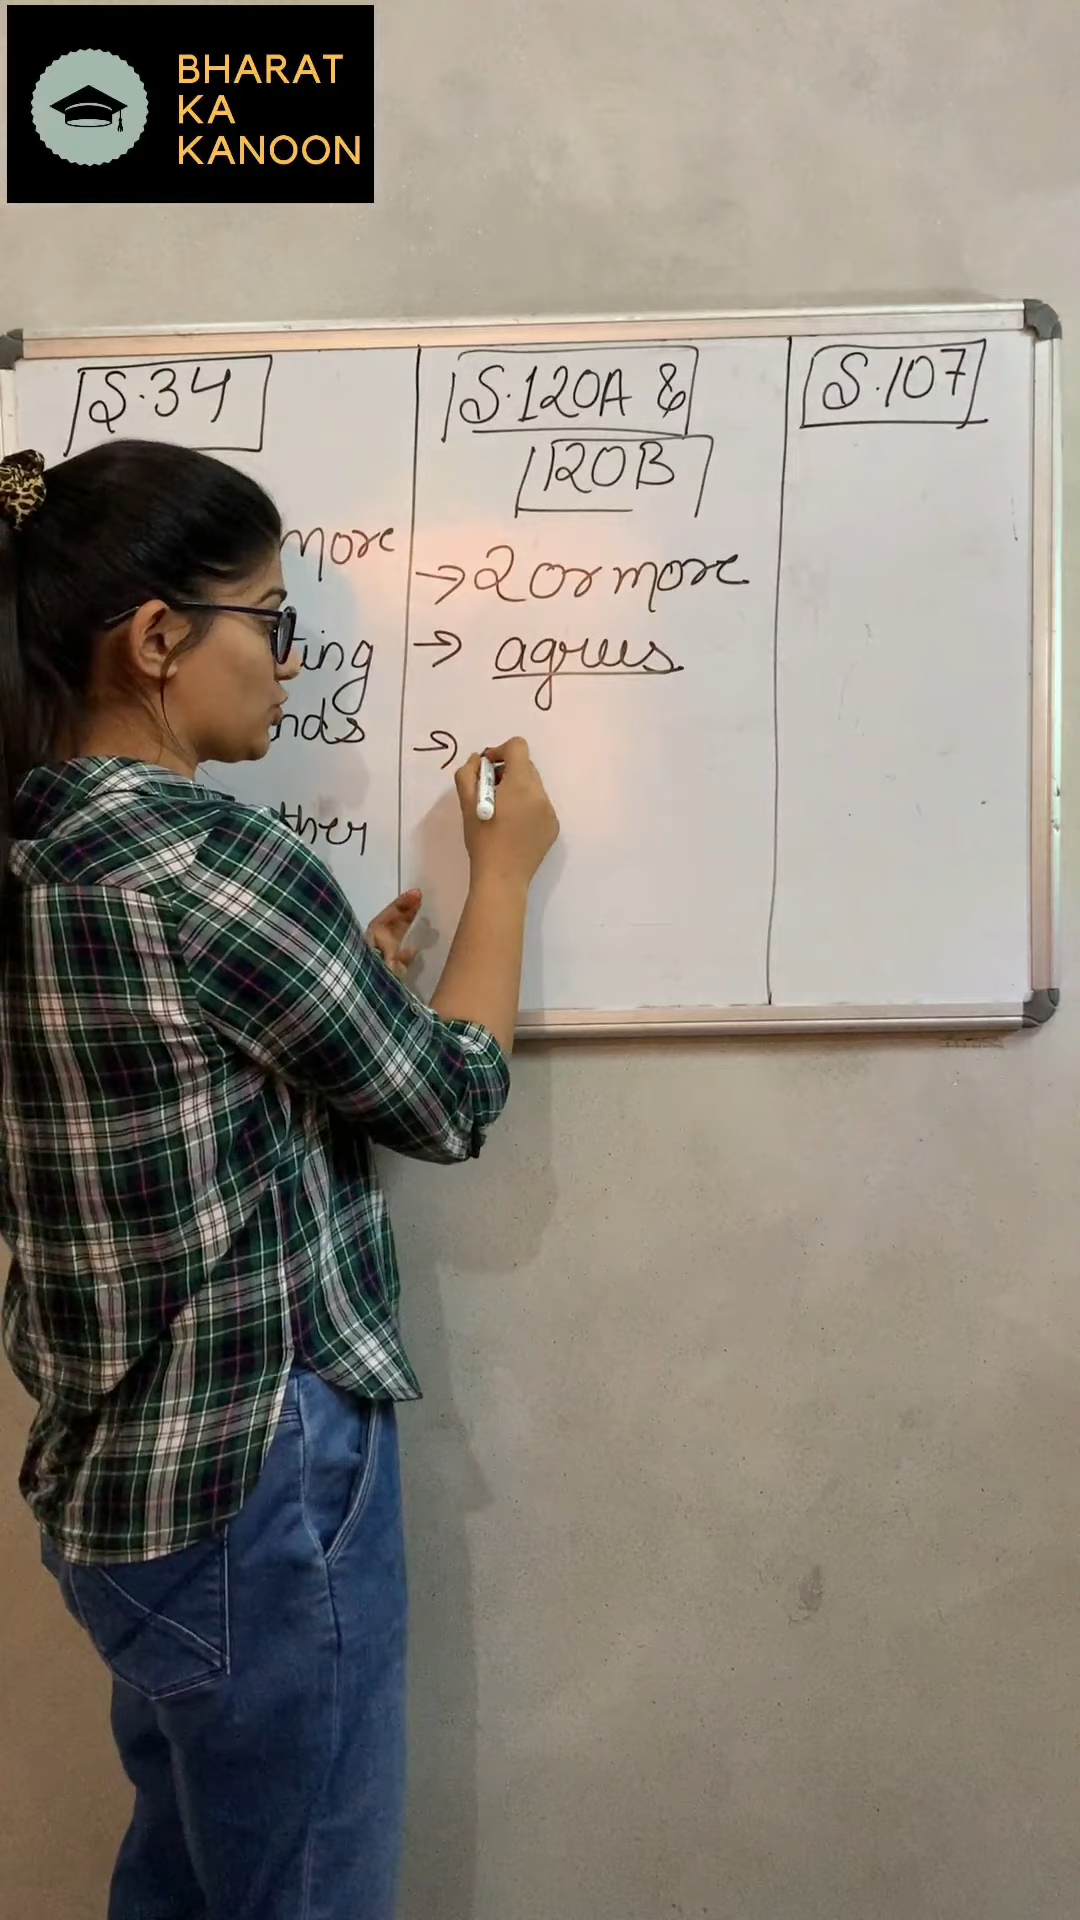 BHARAT
KA
KANOON
S.34
more
ting
nds
ther
S.120A &
120B
→ 2 or more
→ agrees
→
S.107